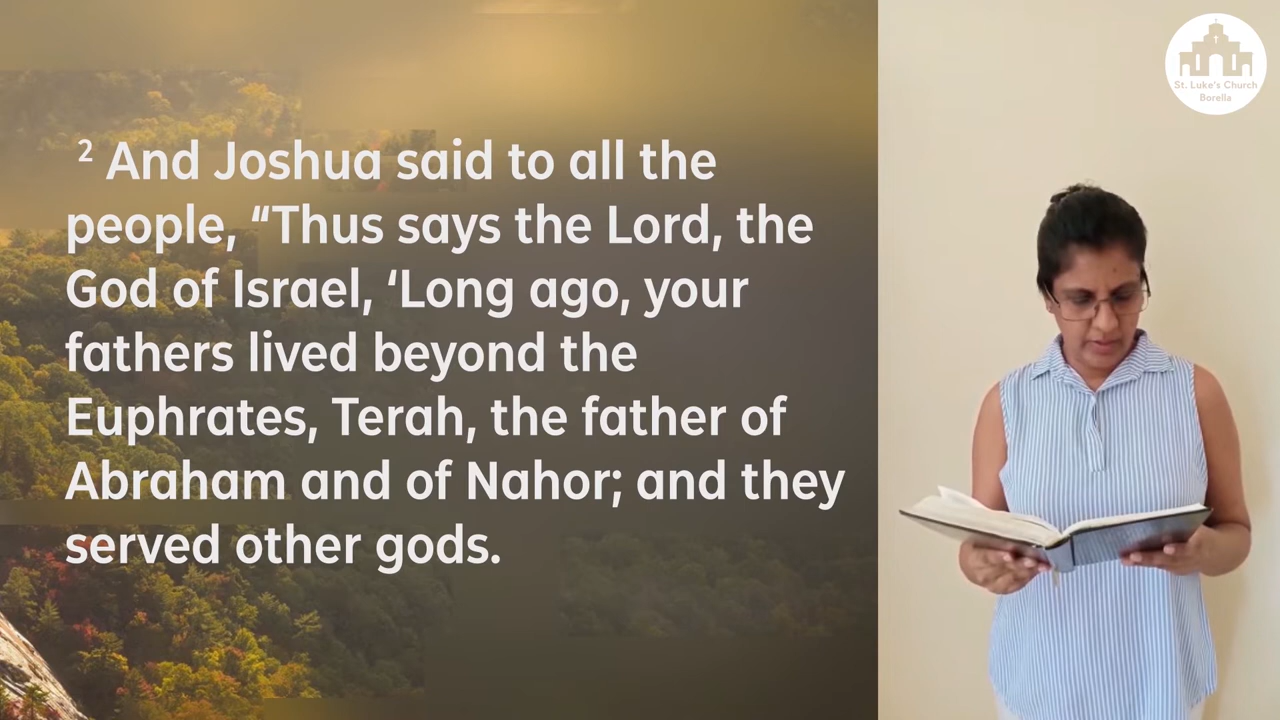 ² And Joshua said to all the
people, “Thus says the Lord, the
God of Israel, ‘Long ago, your
fathers lived beyond the
Euphrates, Terah, the father of
Abraham and of Nahor; and they
served other gods.
St. Luke's Church
Borella